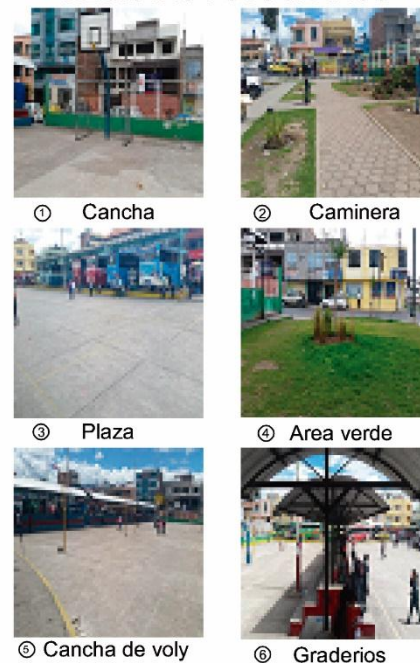 ① Cancha
② Caminera
③ Plaza
④ Area verde
⑤ Cancha de voly
⑥ Graderios